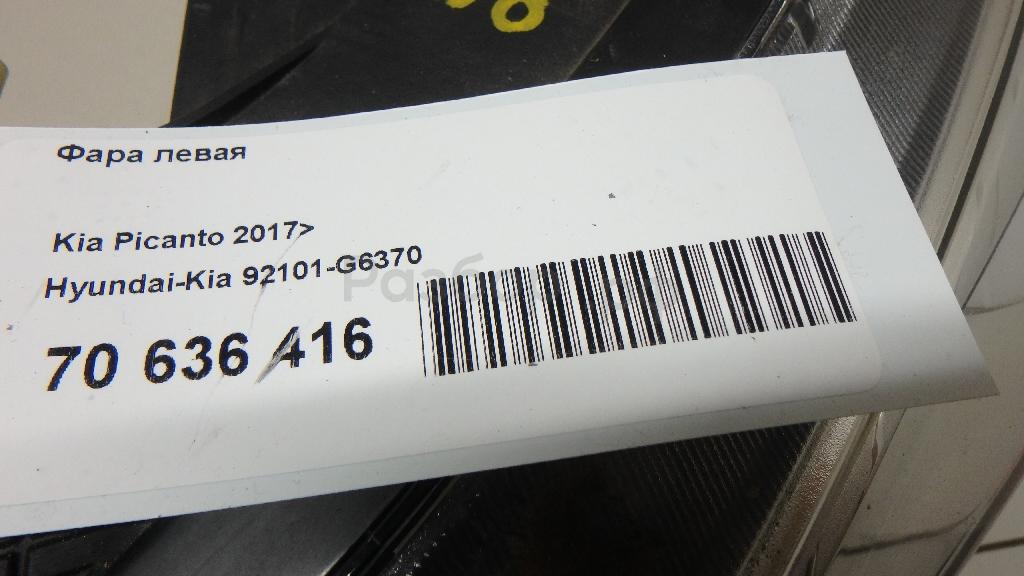 Фара левая
Kia Picanto 2017>
Hyundai-Kia 92101-G6370
70 636 416